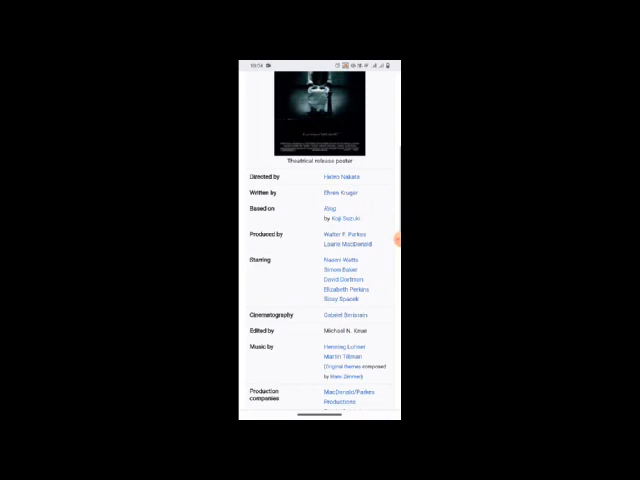 Theatrical release poster
Directed by
Hideo Nakata
Written by
Ehren Kruger
Based on
Ring
by Koji Suzuki
Produced by
Walter F. Parkes
Laurie MacDonald
Starring
Naomi Watts
Simon Baker
David Dorfman
Elizabeth Perkins
Sissy Spacek
Cinematography
Gabriel Beristain
Edited by
Michael N. Knue
Music by
Henning Lohner
Martin Tillman
(Original themes composed
by Hans Zimmer)
Production
companies
MacDonald/Parkes
Productions